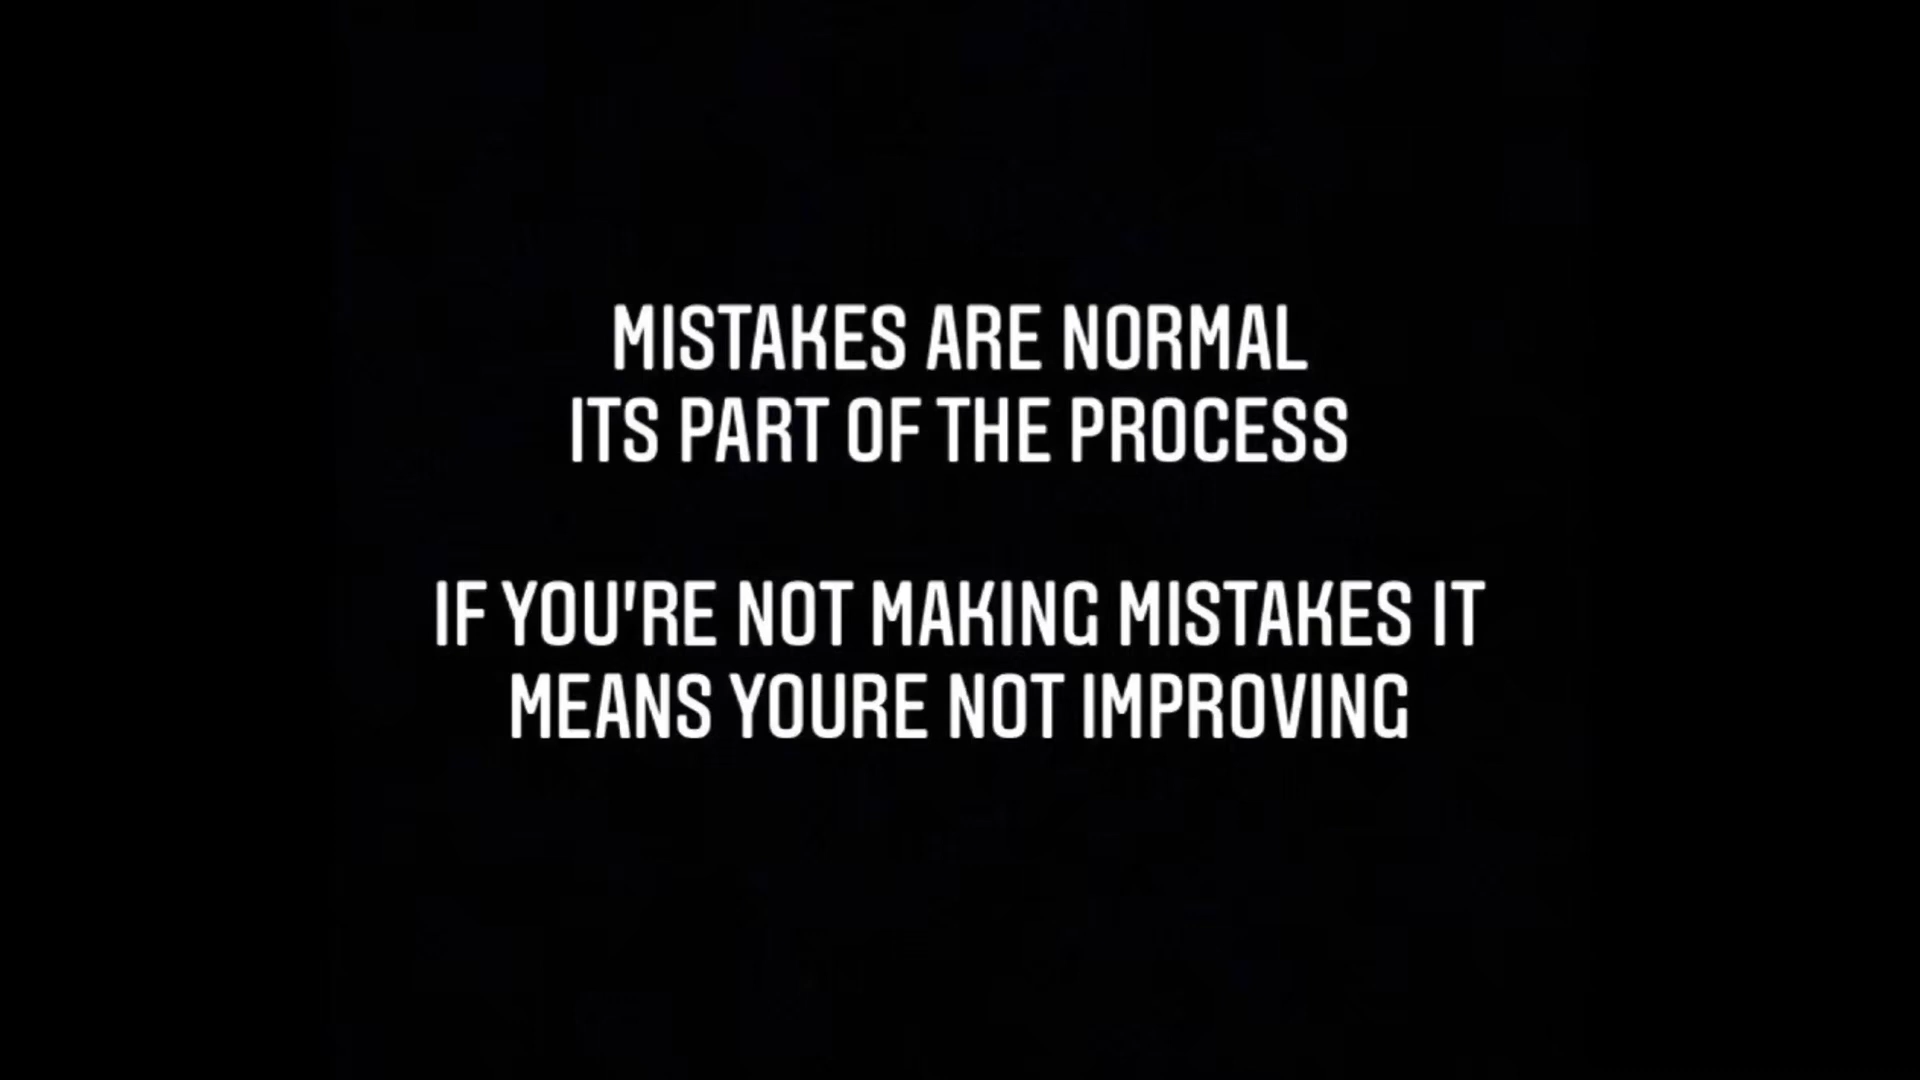 MISTAKES ARE NORMAL
ITS PART OF THE PROCESS
IF YOU'RE NOT MAKING MISTAKES IT
MEANS YOURE NOT IMPROVING